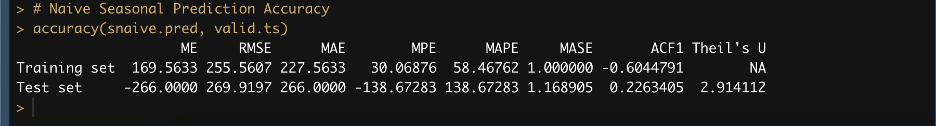 > # Naive Seasonal Prediction Accuracy
> accuracy(snaive.pred, valid.ts)
ME RMSE MAE MPE MAPE MASE ACF1 Theil's U
Training set 169.5633 255.5607 227.5633 30.06876 58.46762 1.000000 -0.6044791 NA
Test set -266.0000 269.9197 266.0000 -138.67283 138.67283 1.168905 0.2263405 2.914112
>